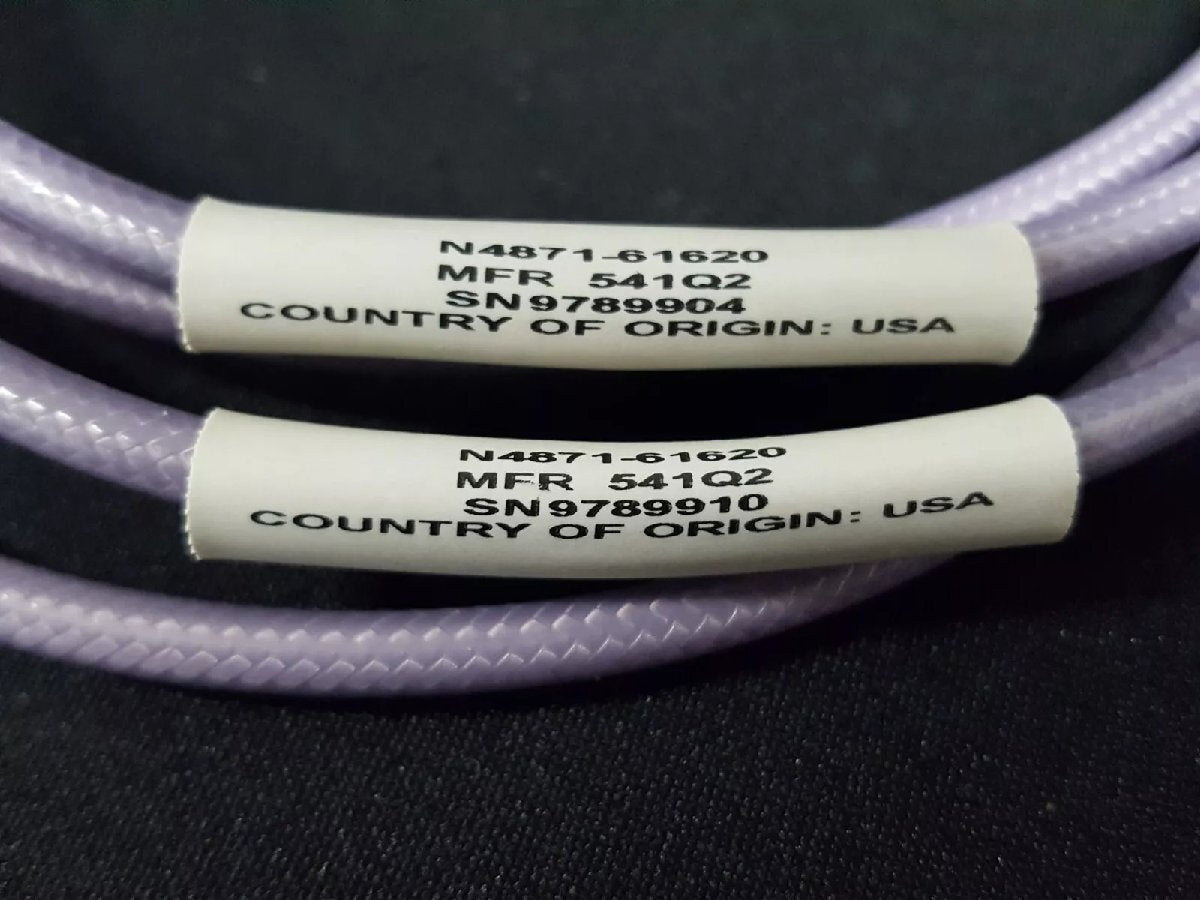 N4871-61620
MFR 541Q2
SN9789904
COUNTRY OF ORIGIN: USA
N4871-61620
MFR 541Q2
SN9789910
COUNTRY OF ORIGIN: USA